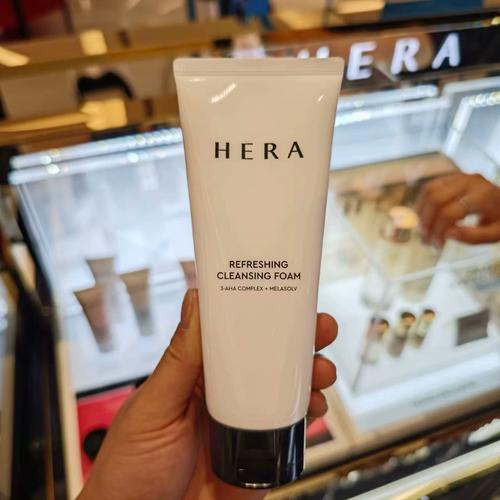 HERA
HERA
REFRESHING
CLEANSING FOAM
3-AHA COMPLEX + MELASOLV